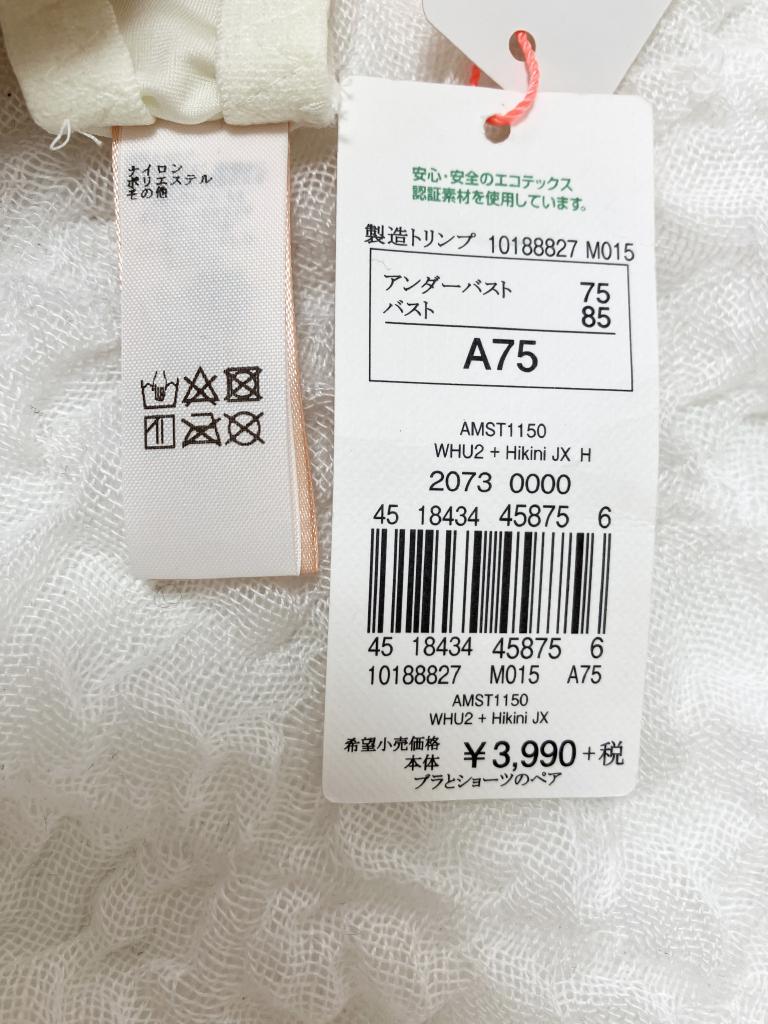 ナイロン
ポリエステル
その他
安心・安全のエコテックス
認証素材を使用しています。
製造トリンプ 10188827 M015
アンダーバスト 75
バスト 85
A75
AMST1150
WHU2 + Hikini JX H
2073 0000
45 18434 45875 6
45 18434 45875 6
10188827 M015 A75
AMST1150
WHU2 + Hikini JX
希望小売価格
本体 ¥3,990+税
ブラとショーツのペア